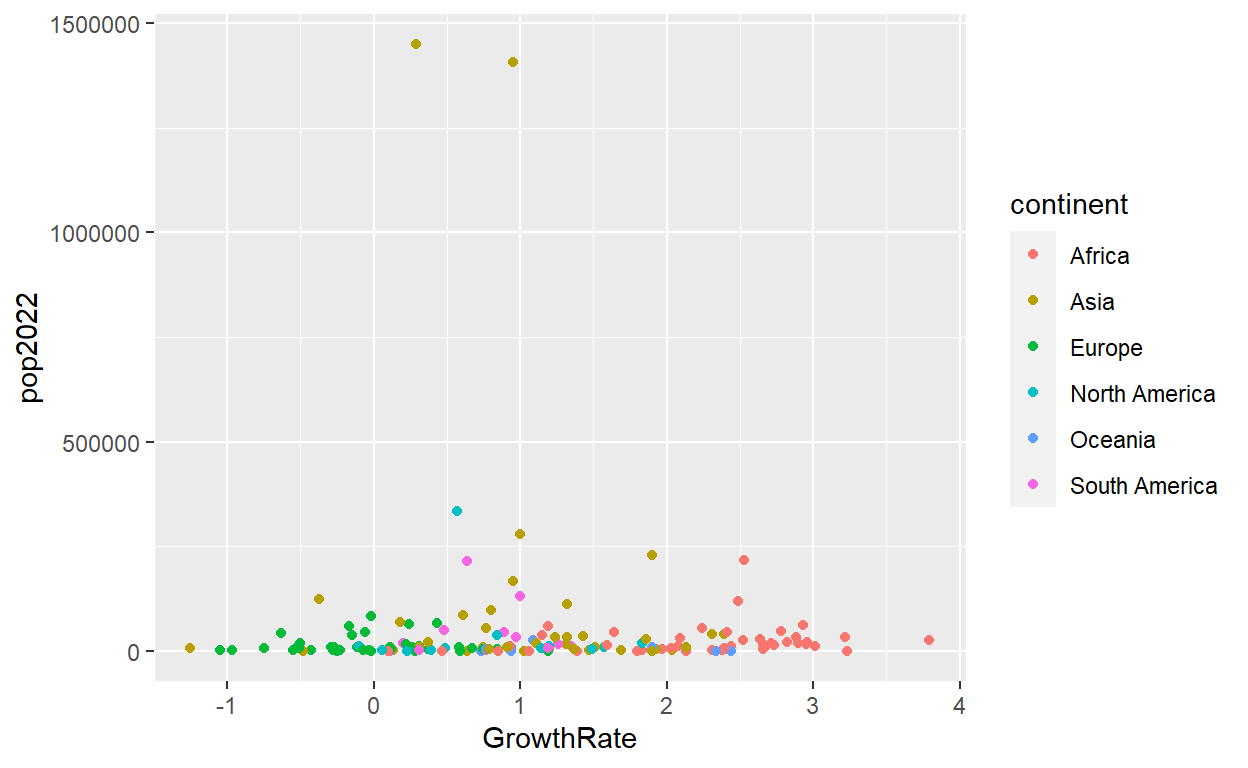 1500000
1000000
500000
0
pop2022
-1 0 1 2 3 4
GrowthRate
continent
Africa
Asia
Europe
North America
Oceania
South America